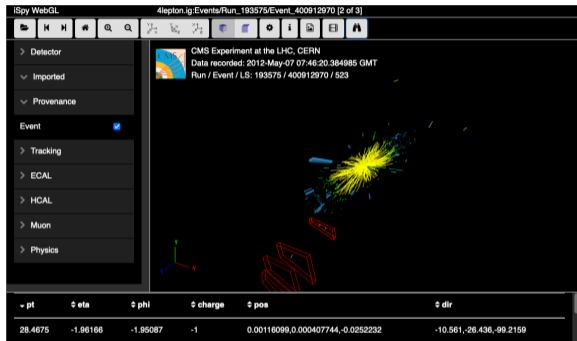 iSpy WebGL
4lepton.ig:Events/Run_193575/Event_400912970 [2 of 3]
Detector
Imported
Provenance
Event
Tracking
ECAL
HCAL
Muon
Physics
CMS Experiment at the LHC, CERN
Data recorded: 2012-May-07 07:46:20.384985 GMT
Run / Event / LS: 193575 / 400912970 / 523
pt eta phi charge pos dir
28.4675 -1.96166 -1.95087 -1 0.00116099,0.000407744,-0.0252232 -10.561,-26.436,-99.2159